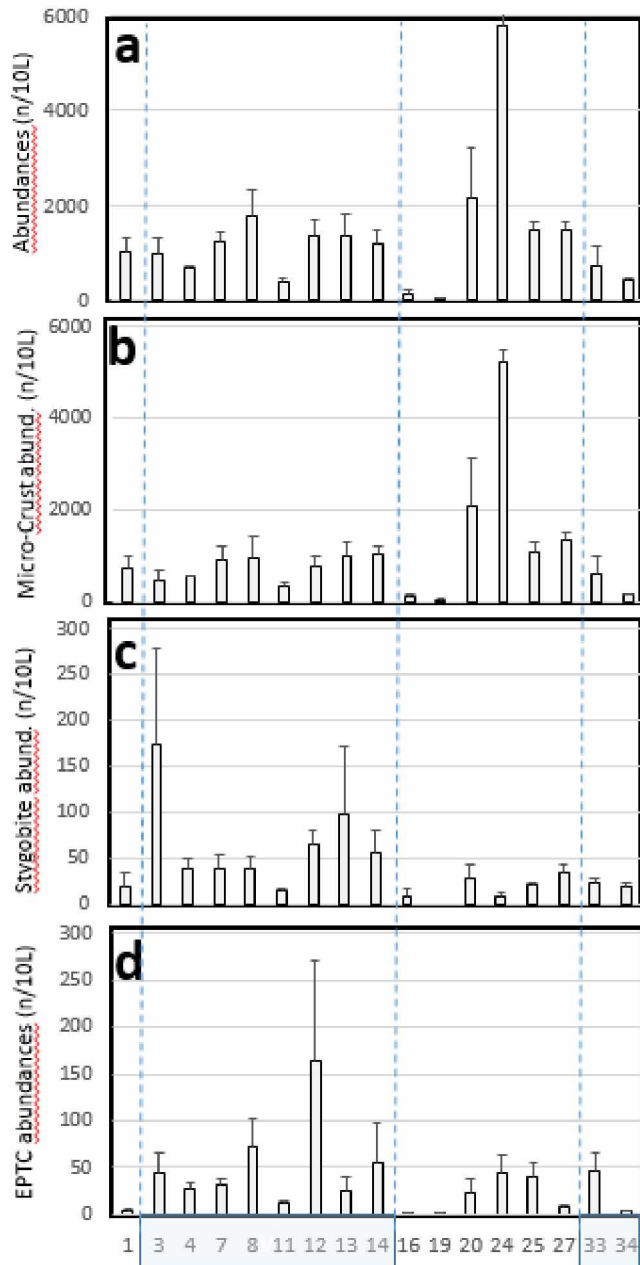 a
Abundances (n/10L)
6000
4000
2000
0
b
Micro-Crust abund. (n/10L)
6000
4000
2000
0
c
Stygobite abund. (n/10L)
300
250
200
150
100
50
0
d
EPTC abundances (n/10L)
300
250
200
150
100
50
0
1 3 4 7 8 11 12 13 14 16 19 20 24 25 27 33 34